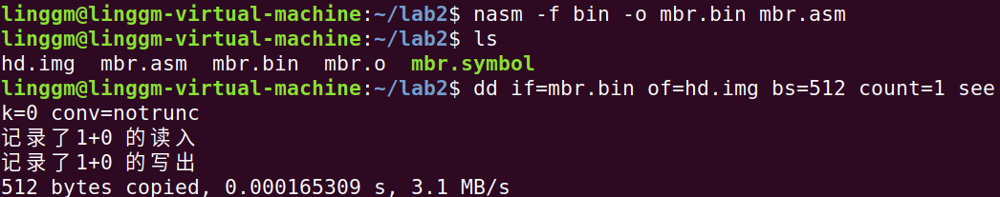 linggm@linggm-virtual-machine:~/lab2$ nasm -f bin -o mbr.bin mbr.asm
linggm@linggm-virtual-machine:~/lab2$ ls
hd.img  mbr.asm  mbr.bin  mbr.o  mbr.symbol
linggm@linggm-virtual-machine:~/lab2$ dd if=mbr.bin of=hd.img bs=512 count=1 see
k=0 conv=notrunc
记录了1+0 的读入
记录了1+0 的写出
512 bytes copied, 0.000165309 s, 3.1 MB/s